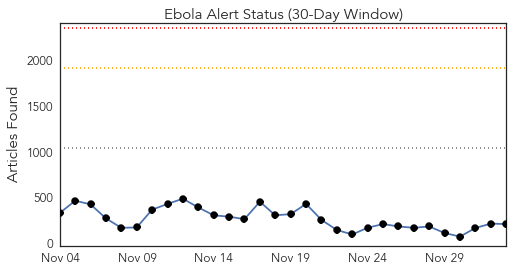 Ebola Alert Status (30-Day Window)
Articles Found
2000
1500
1000
500
0
Nov 04 Nov 09 Nov 14 Nov 19 Nov 24 Nov 29